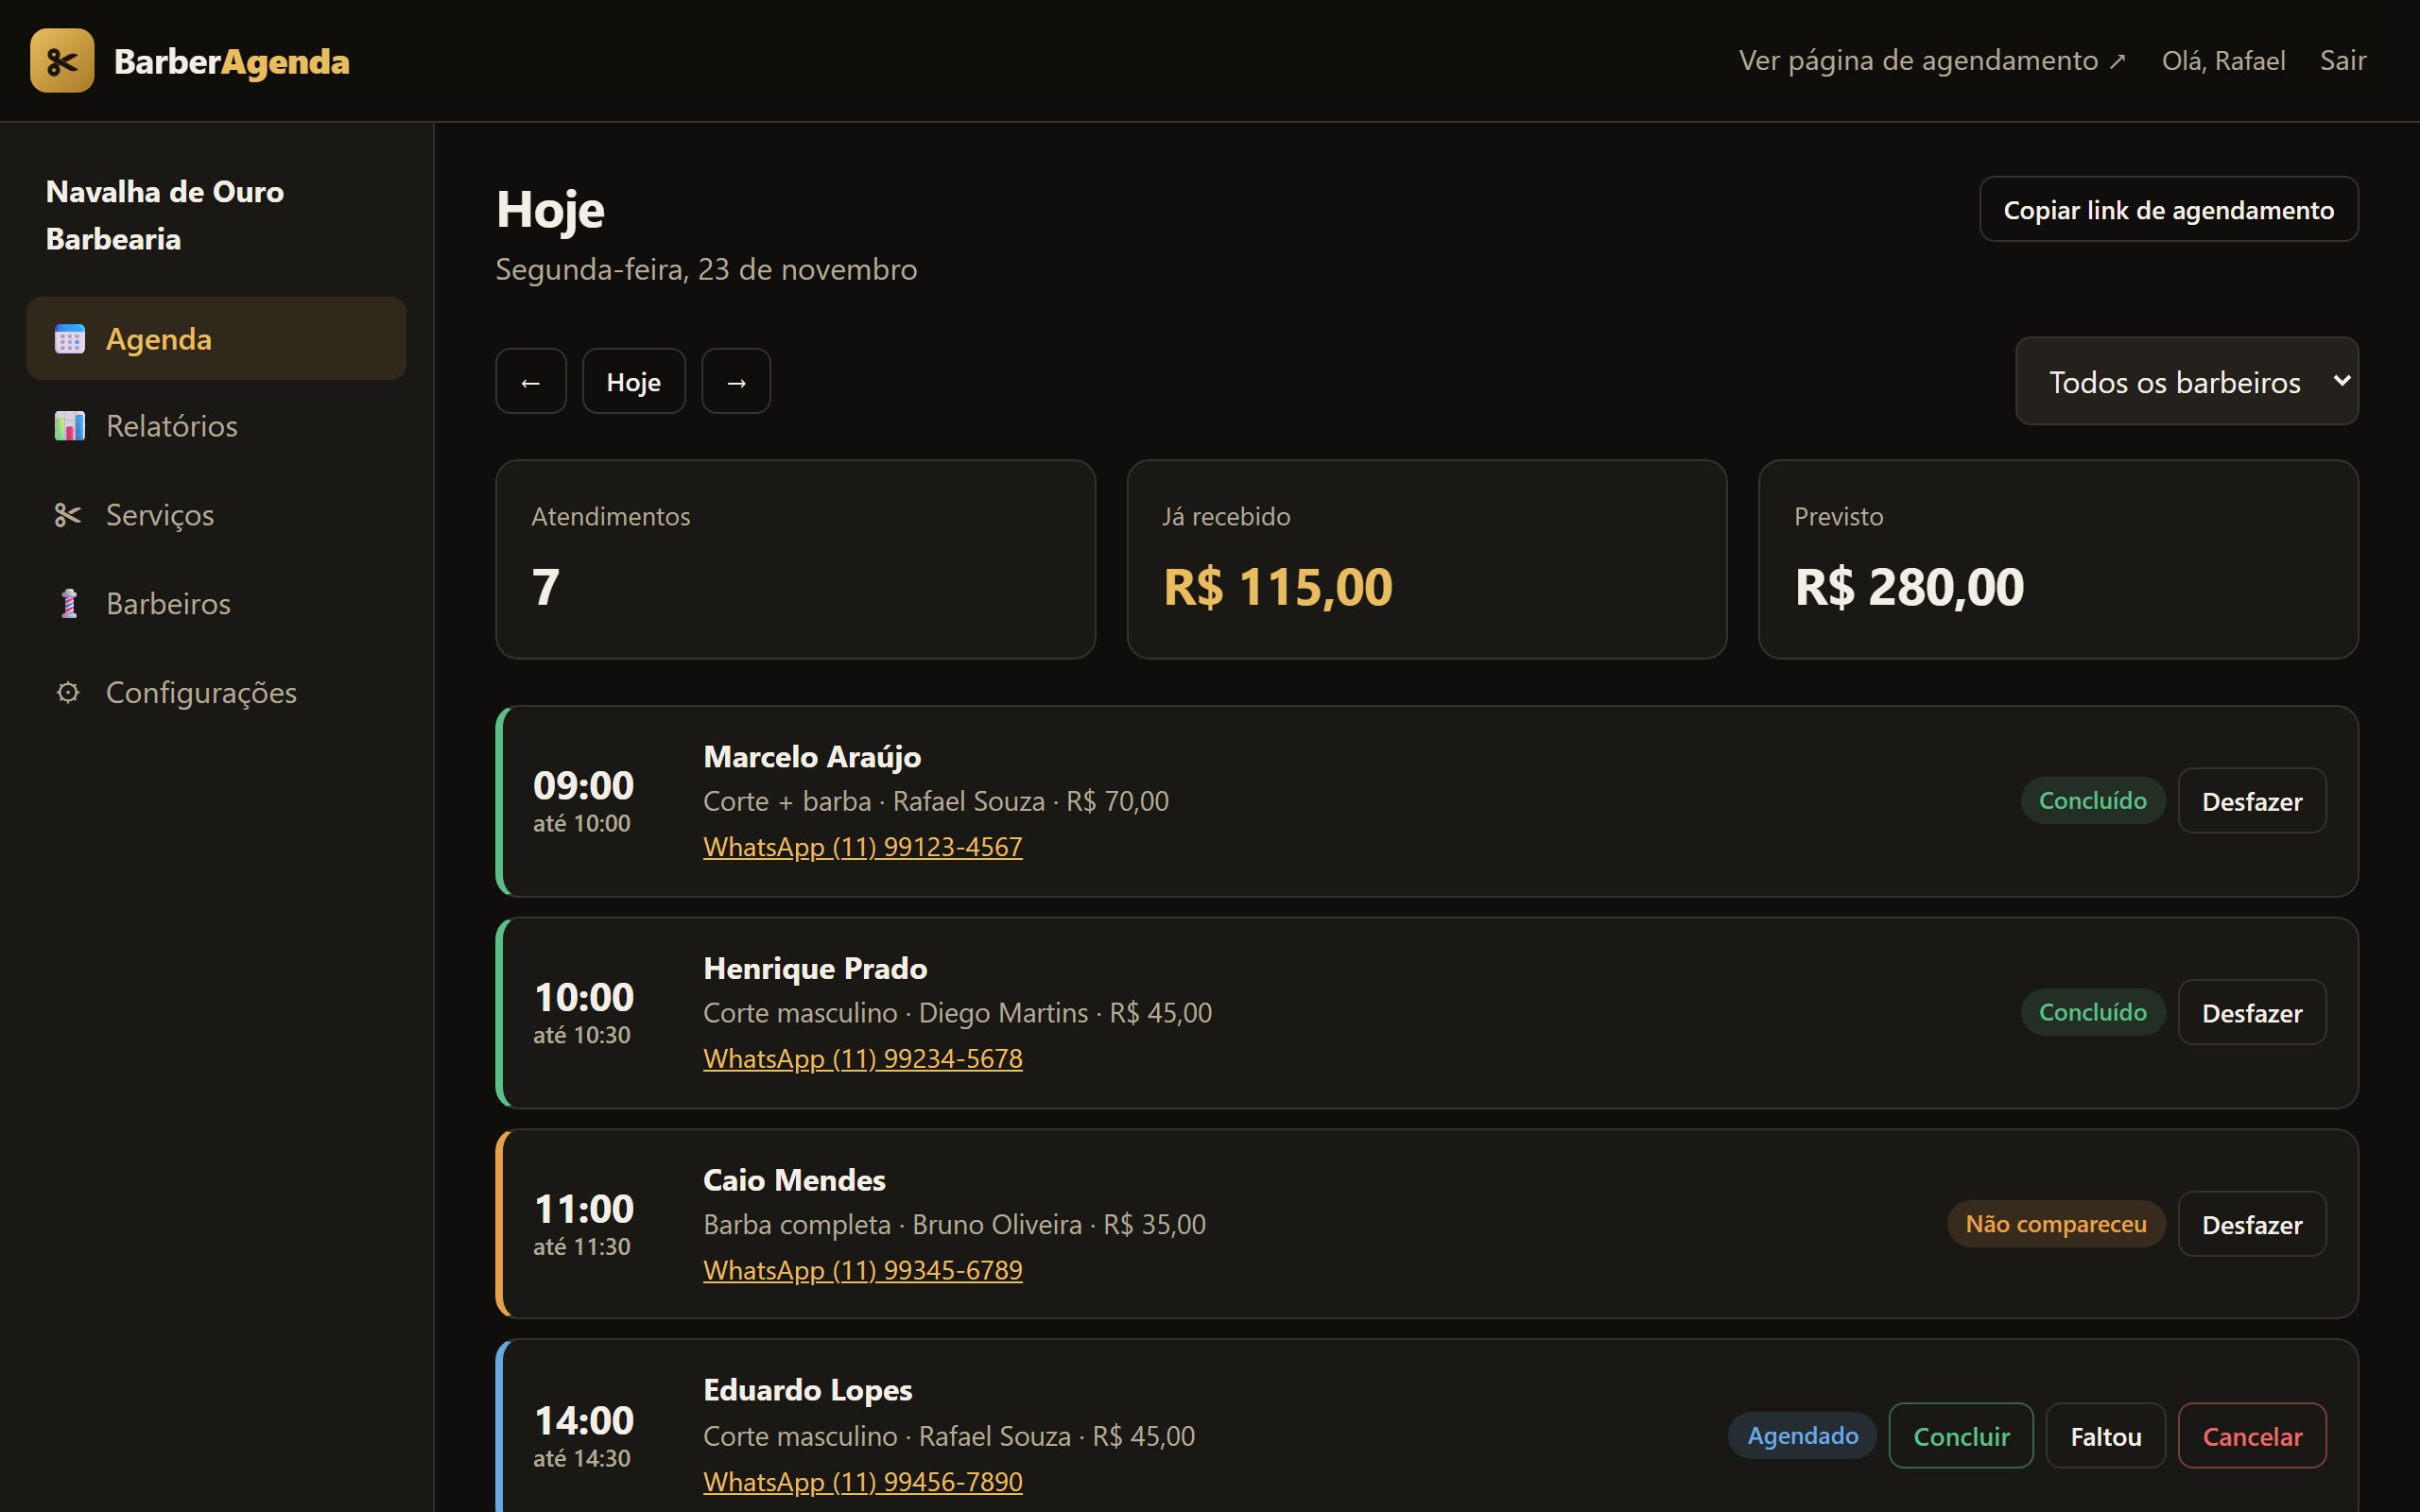 BarberAgenda
Ver página de agendamento ↗
Olá, Rafael
Sair
Navalha de Ouro
Barbearia
Agenda
Relatórios
Serviços
Barbeiros
Configurações
Hoje
Segunda-feira, 23 de novembro
Copiar link de agendamento
←
Hoje
→
Todos os barbeiros
Atendimentos
7
Já recebido
R$ 115,00
Previsto
R$ 280,00
09:00
até 10:00
Marcelo Araújo
Corte + barba · Rafael Souza · R$ 70,00
WhatsApp (11) 99123-4567
Concluído
Desfazer
10:00
até 10:30
Henrique Prado
Corte masculino · Diego Martins · R$ 45,00
WhatsApp (11) 99234-5678
Concluído
Desfazer
11:00
até 11:30
Caio Mendes
Barba completa · Bruno Oliveira · R$ 35,00
WhatsApp (11) 99345-6789
Não compareceu
Desfazer
14:00
até 14:30
Eduardo Lopes
Corte masculino · Rafael Souza · R$ 45,00
WhatsApp (11) 99456-7890
Agendado
Concluir
Faltou
Cancelar